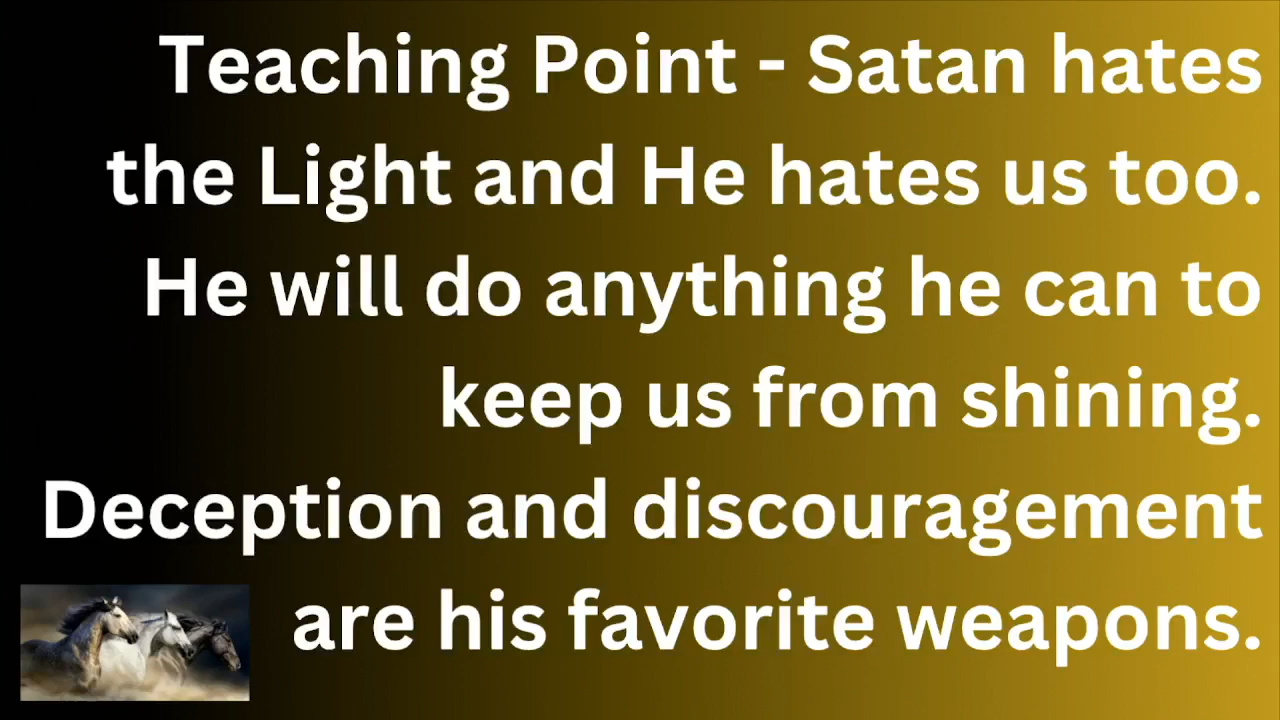 Teaching Point - Satan hates
the Light and He hates us too.
He will do anything he can to
keep us from shining.
Deception and discouragement
are his favorite weapons.